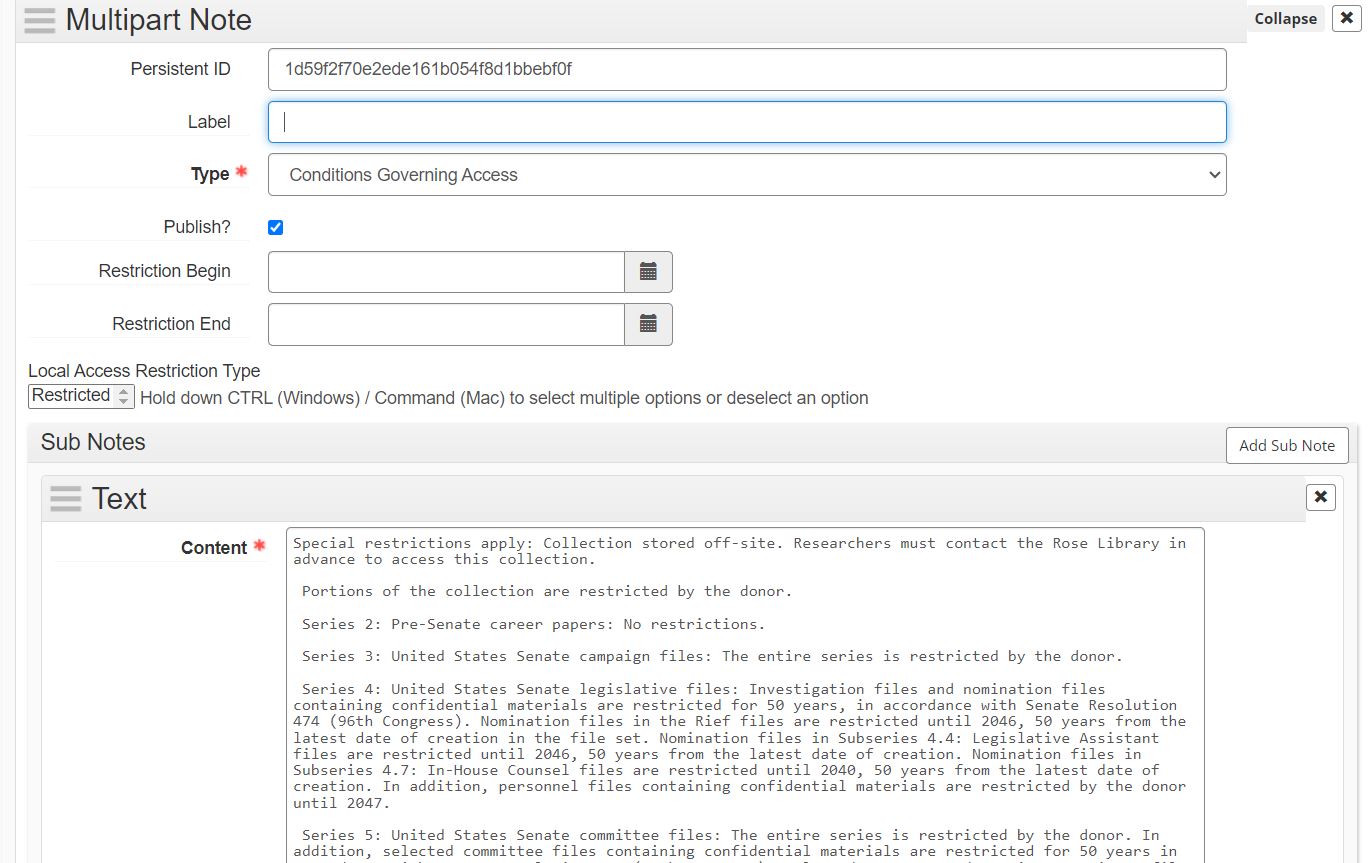 Multipart Note
Collapse
Persistent ID
1d59f2f70e2ede161b054f8d1bbebf0f
Label
Type *
Conditions Governing Access
Publish?
Restriction Begin
Restriction End
Local Access Restriction Type
Restricted
Hold down CTRL (Windows) / Command (Mac) to select multiple options or deselect an option
Sub Notes
Add Sub Note
Text
Content *
Special restrictions apply: Collection stored off-site. Researchers must contact the Rose Library in
advance to access this collection.
Portions of the collection are restricted by the donor.
Series 2: Pre-Senate career papers: No restrictions.
Series 3: United States Senate campaign files: The entire series is restricted by the donor.
Series 4: United States Senate legislative files: Investigation files and nomination files
containing confidential materials are restricted for 50 years, in accordance with Senate Resolution
474 (96th Congress). Nomination files in the Rief files are restricted until 2046, 50 years from the
latest date of creation in the file set. Nomination files in Subseries 4.4: Legislative Assistant
files are restricted until 2046, 50 years from the latest date of creation. Nomination files in
Subseries 4.7: In-House Counsel files are restricted until 2040, 50 years from the latest date of
creation. In addition, personnel files containing confidential materials are restricted by the donor
until 2047.
Series 5: United States Senate committee files: The entire series is restricted by the donor. In
addition, selected committee files containing confidential materials are restricted for 50 years in